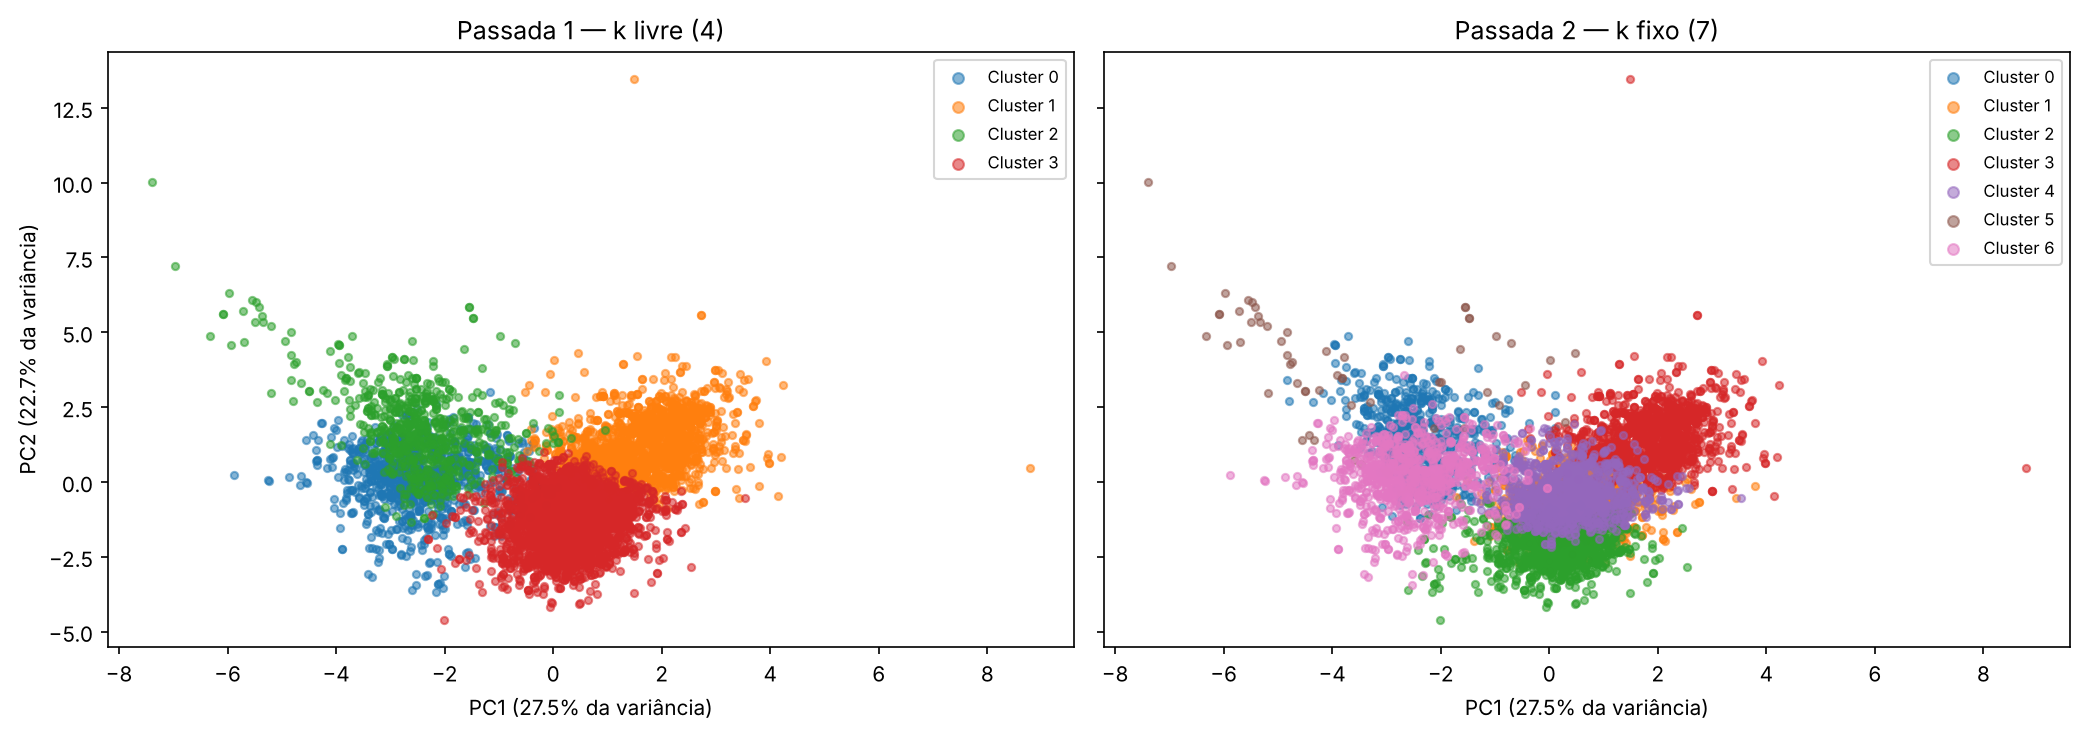 Passada 1 — k livre (4)
Cluster 0
Cluster 1
Cluster 2
Cluster 3
12.5
10.0
7.5
5.0
2.5
0.0
−2.5
−5.0
PC2 (22.7% da variância)
−8 −6 −4 −2 0 2 4 6 8
PC1 (27.5% da variância)
Passada 2 — k fixo (7)
Cluster 0
Cluster 1
Cluster 2
Cluster 3
Cluster 4
Cluster 5
Cluster 6
−8 −6 −4 −2 0 2 4 6 8
PC1 (27.5% da variância)